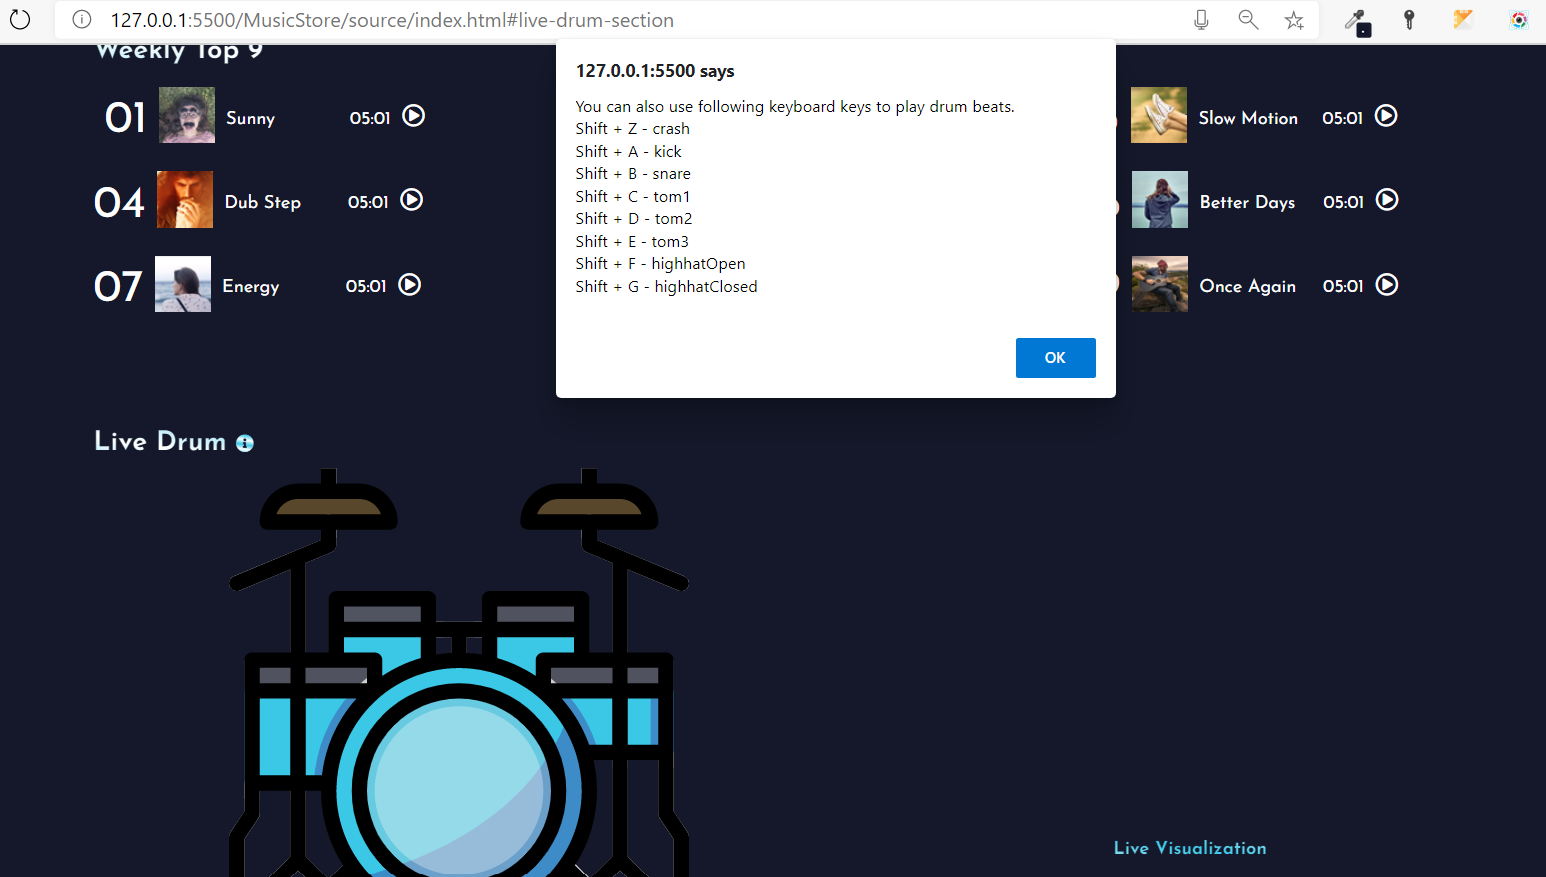 127.0.0.1:5500/MusicStore/source/index.html#live-drum-section
Weekly Top 9
01 Sunny 05:01
Slow Motion 05:01
04 Dub Step 05:01
Better Days 05:01
07 Energy 05:01
Once Again 05:01
127.0.0.1:5500 says
You can also use following keyboard keys to play drum beats.
Shift + Z - crash
Shift + A - kick
Shift + B - snare
Shift + C - tom1
Shift + D - tom2
Shift + E - tom3
Shift + F - highhatOpen
Shift + G - highhatClosed
OK
Live Drum
Live Visualization